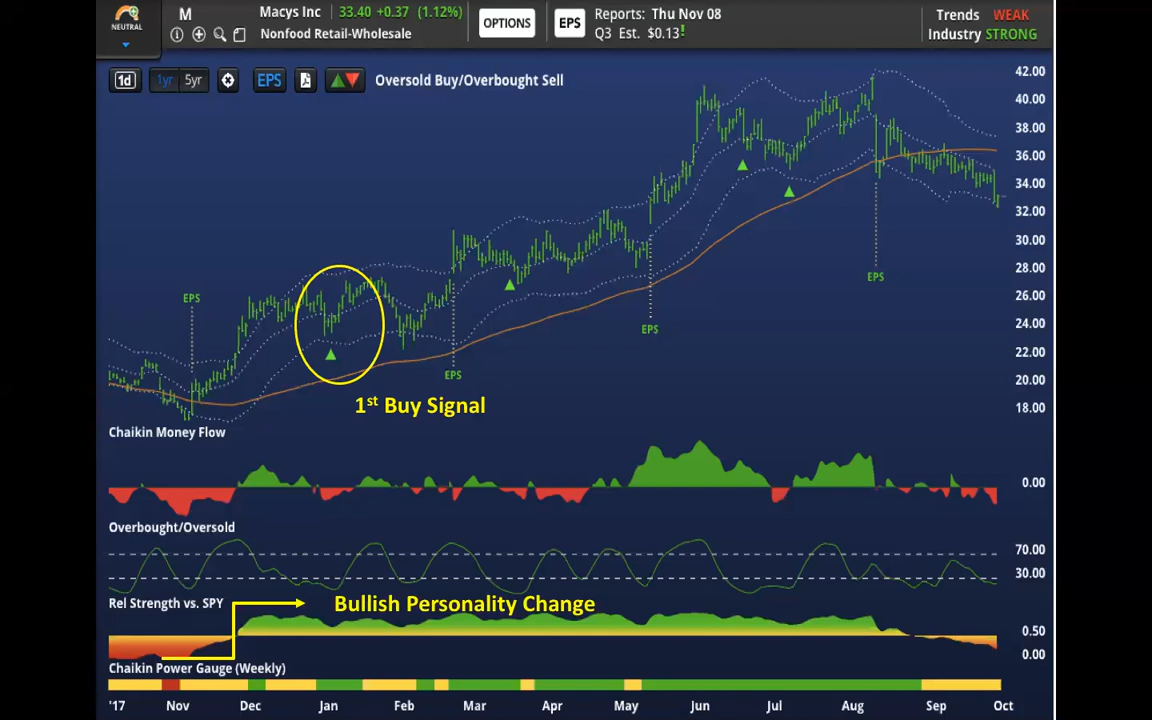 NEUTRAL
M Macys Inc 33.40 +0.37 (1.12%)
Nonfood Retail-Wholesale
OPTIONS
EPS
Reports: Thu Nov 08
Q3 Est. $0.13!
Trends WEAK
Industry STRONG
1d 1yr 5yr EPS Oversold Buy/Overbought Sell
42.00
40.00
38.00
36.00
34.00
32.00
30.00
28.00
26.00
24.00
22.00
20.00
18.00
EPS
EPS
EPS
EPS
1st Buy Signal
Chaikin Money Flow
0.00
Overbought/Oversold
70.00
30.00
Rel Strength vs. SPY
Bullish Personality Change
0.50
0.00
Chaikin Power Gauge (Weekly)
'17 Nov Dec Jan Feb Mar Apr May Jun Jul Aug Sep Oct